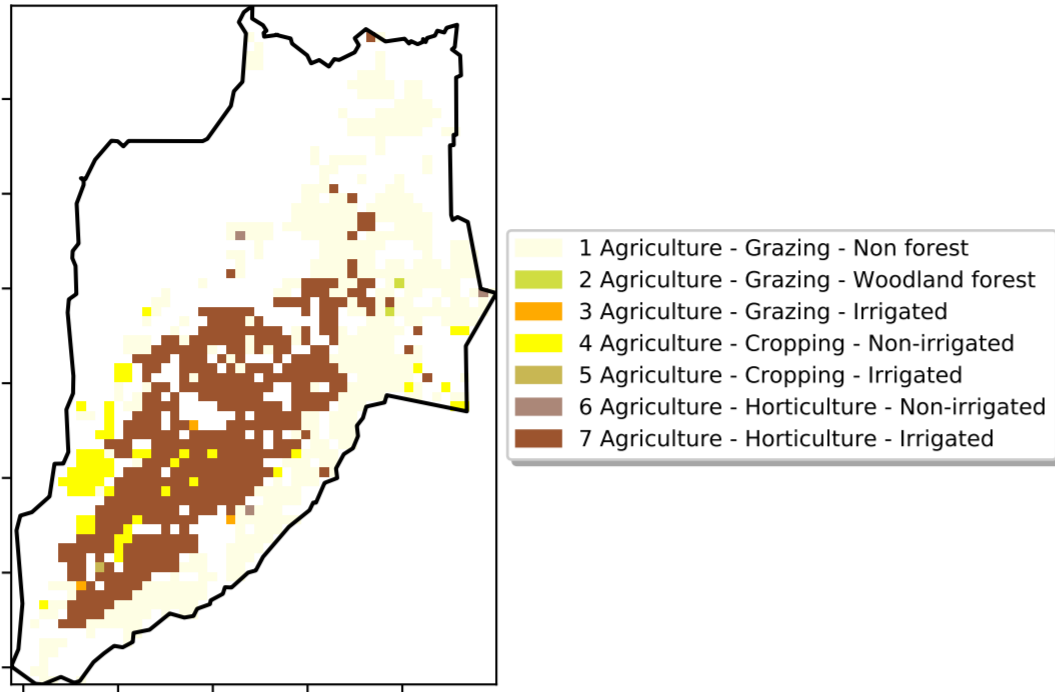 1 Agriculture - Grazing - Non forest
2 Agriculture - Grazing - Woodland forest
3 Agriculture - Grazing - Irrigated
4 Agriculture - Cropping - Non-irrigated
5 Agriculture - Cropping - Irrigated
6 Agriculture - Horticulture - Non-irrigated
7 Agriculture - Horticulture - Irrigated